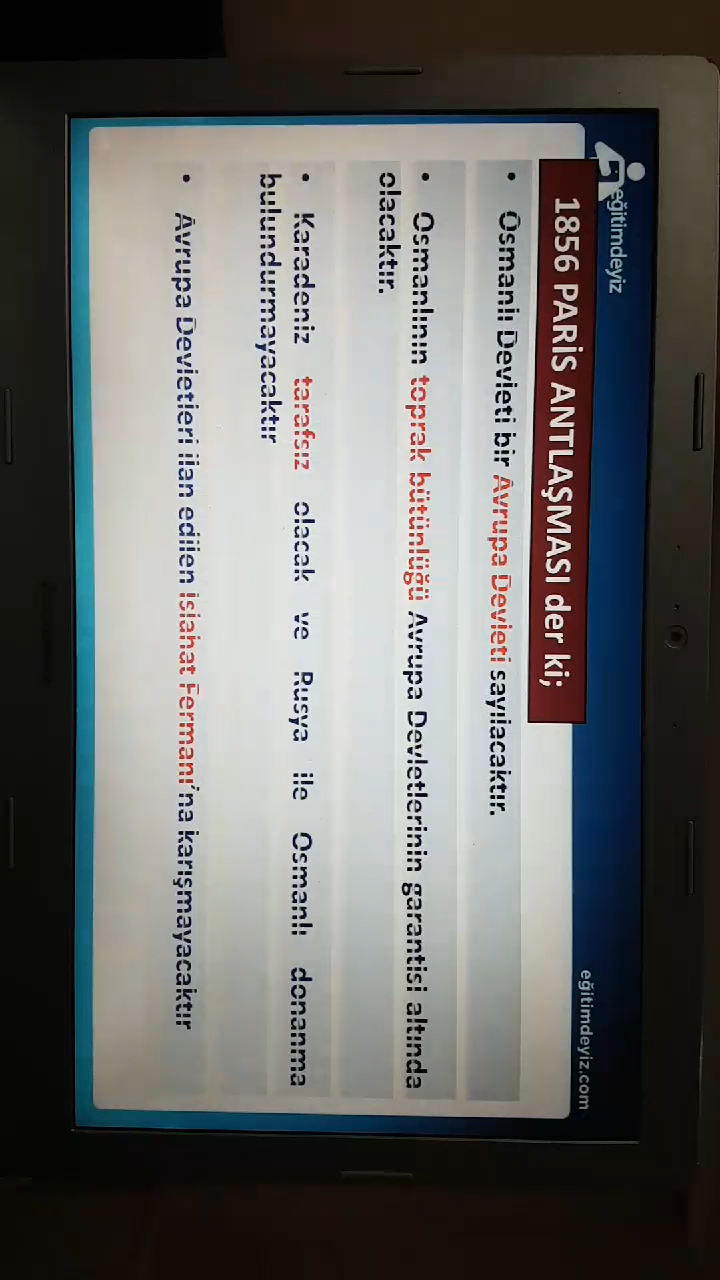 eğitimdeyiz
eğitimdeyiz.com
1856 PARİS ANTLAŞMASI der ki;
• Osmanlı Devleti bir Avrupa Devleti sayılacaktır.
• Osmanlının toprak bütünlüğü Avrupa Devletlerinin garantisi altında
olacaktır.
• Karadeniz tarafsız olacak ve Rusya ile Osmanlı donanma
bulundurmayacaktır
• Avrupa Devletleri ilan edilen Islahat Fermanı’na karışmayacaktır